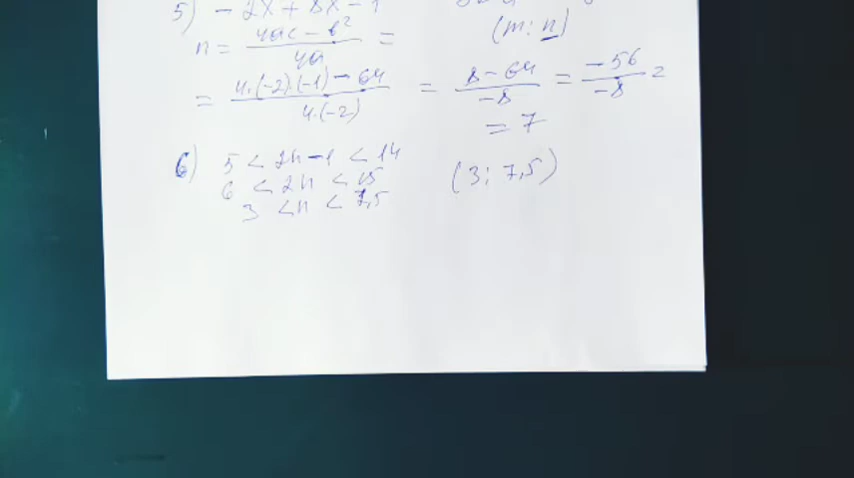 5) - 2x + 8x - 1
n = 4ac - b² / 4a =
(m; n)
= 4·(-2)·(-1) - 64 / 4·(-2) = 8 - 64 / -8 = -56 / -8 =
= 7
6) 5 < 2n - 1 < 14
6 < 2n < 15
(3; 7,5)
3 < n < 7,5